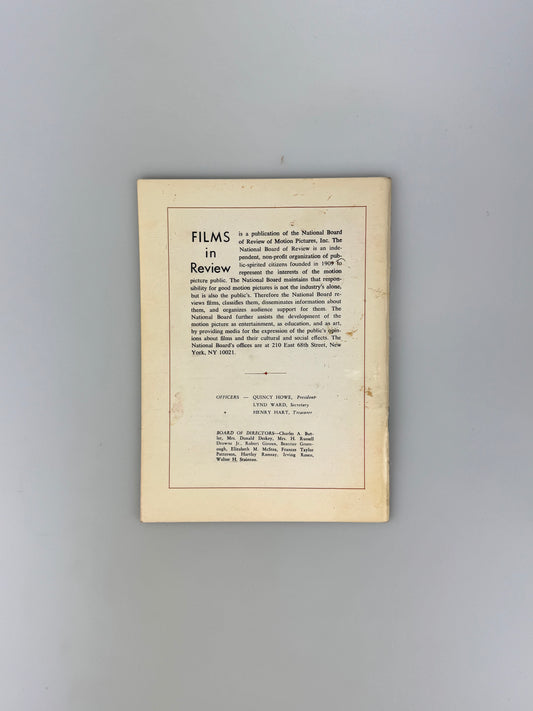 FILMS
in
Review
is a publication of the National Board
of Review of Motion Pictures, Inc. The
National Board of Review is an inde-
pendent, non-profit organization of pub-
lic-spirited citizens founded in 1909 to
represent the interests of the motion
picture public. The National Board maintains that respon-
sibility for good motion pictures is not the industry's alone,
but is also the public's. Therefore the National Board re-
views films, classifies them, disseminates information about
them, and organizes audience support for them. The
National Board further assists the development of the
motion picture as entertainment, as education, and as art,
by providing media for the expression of the public's opin-
ions about films and their cultural and social effects. The
National Board's offices are at 210 East 68th Street, New
York, NY 10021.
OFFICERS — QUINCY HOWE, President
LYND WARD, Secretary
HENRY HART, Treasurer
BOARD OF DIRECTORS—Charles A. But-
ler, Mrs. Donald Deskey, Mrs. H. Russell
Drowne Jr., Robert Giroux, Beatrice Green-
ough, Elizabeth M. McStea, Frances Taylor
Patterson, Hartley Ramsay, Irving Rosen,
Walter H. Stainton.